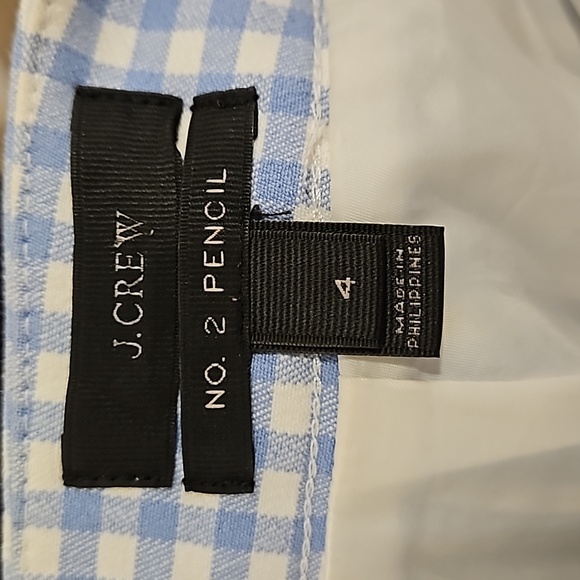 J.CREW
NO. 2 PENCIL
4
MADE IN
PHILIPPINES